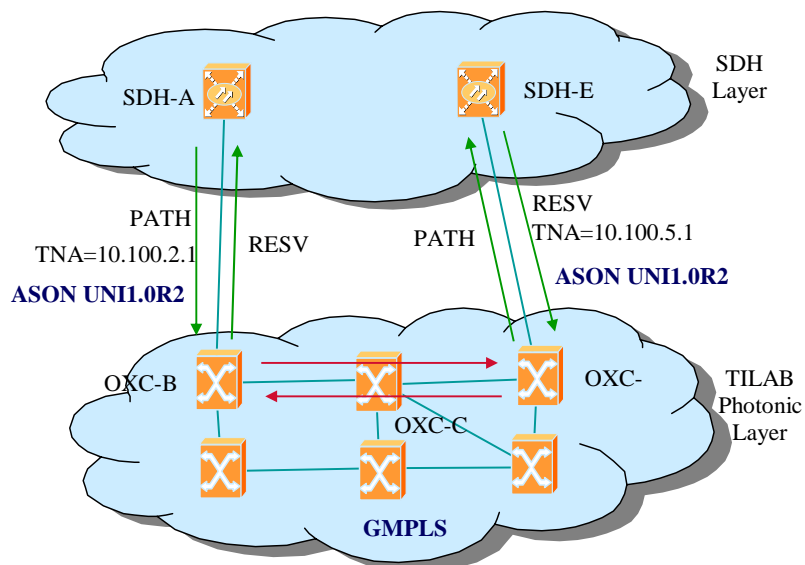 SDH
Layer
SDH-A
SDH-E
PATH
TNA=10.100.2.1
ASON UNI1.0R2
RESV
PATH
RESV
TNA=10.100.5.1
ASON UNI1.0R2
OXC-B
OXC-C
OXC-
TILAB
Photonic
Layer
GMPLS